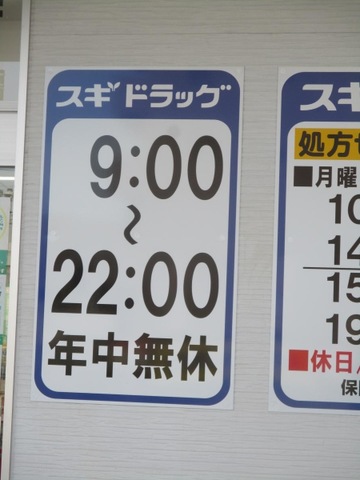 スギドラッグ
9:00
~
22:00
年中無休
スギ
処方せ
■月曜
10
14
15
19
■休日/
保